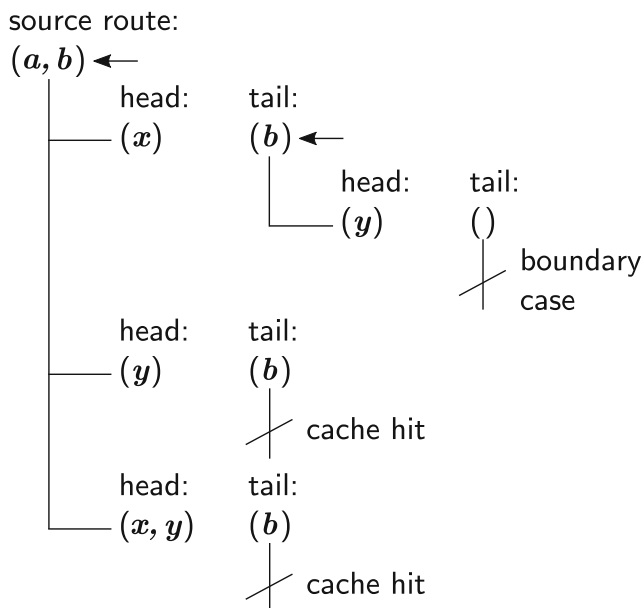 source route:
(a, b)
head: tail:
(x) (b)
head: tail:
(y) ()
boundary
case
head: tail:
(y) (b)
cache hit
head: tail:
(x, y) (b)
cache hit